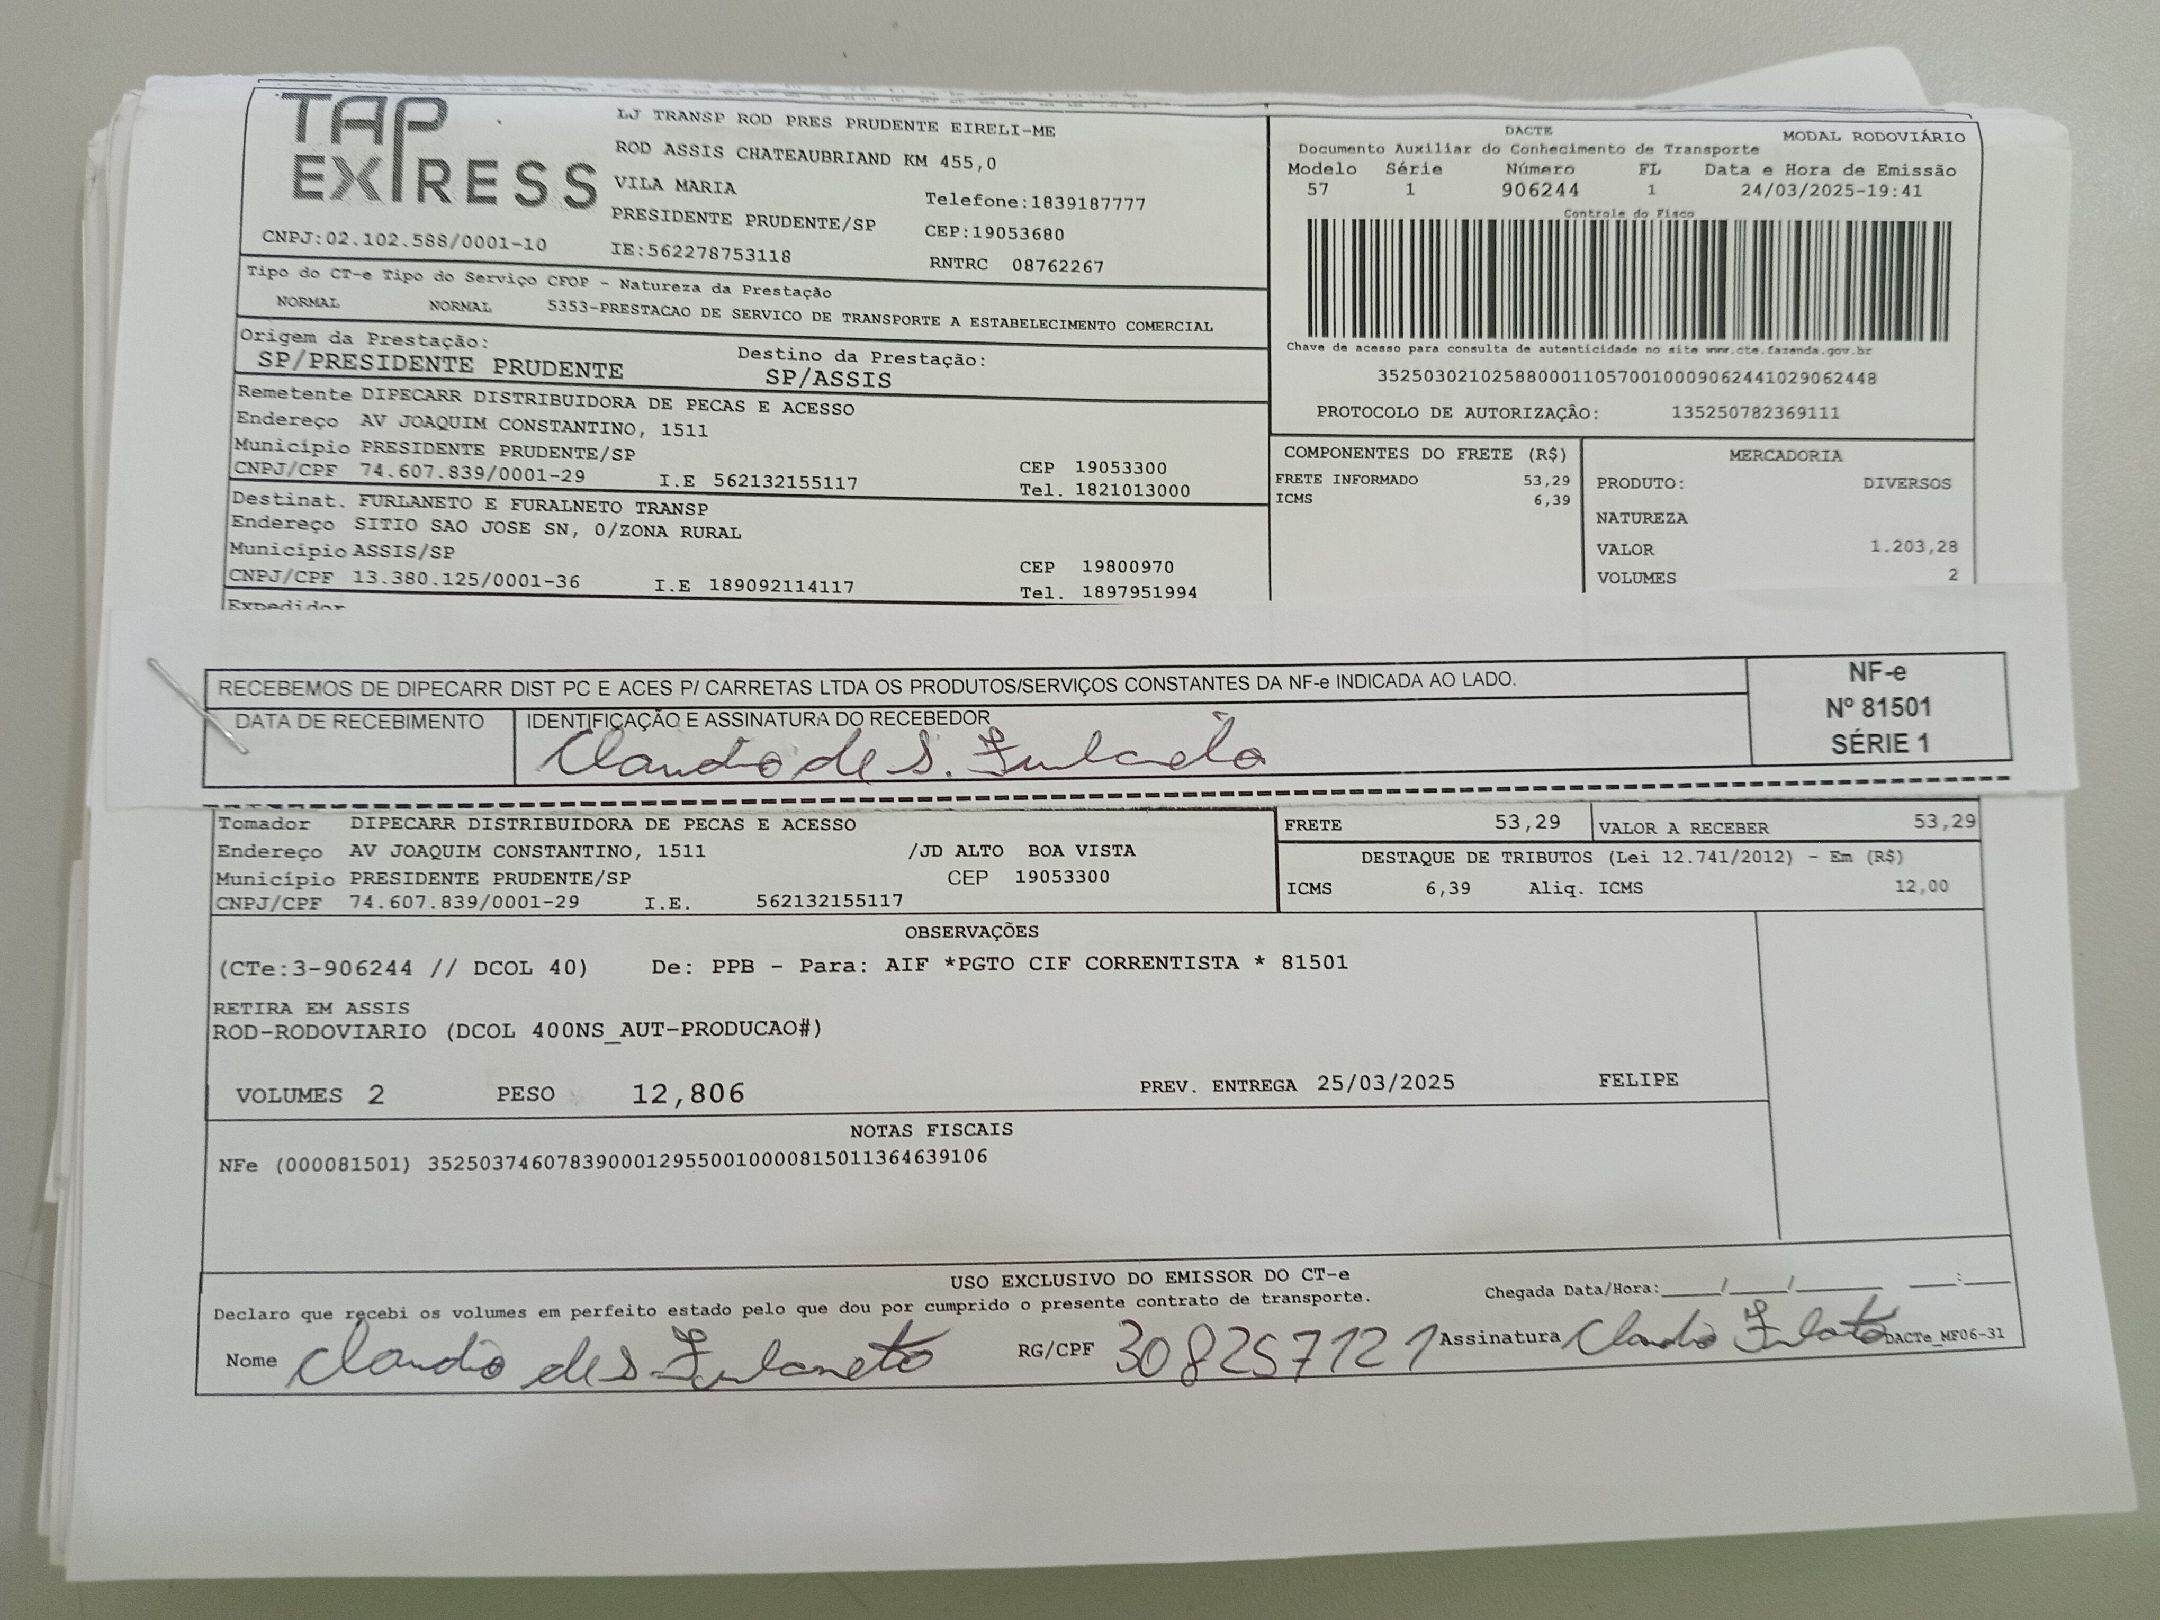 TAP EXPRESS
LJ TRANSP ROD PRES PRUDENTE EIRELI-ME
ROD ASSIS CHATEAUBRIAND KM 455,0
VILA MARIA
Telefone:1839187777
PRESIDENTE PRUDENTE/SP CEP:19053680
CNPJ:02.102.588/0001-10 IE:562278753118 RNTRC 08762267
DACTE MODAL RODOVIÁRIO
Documento Auxiliar do Conhecimento de Transporte
Modelo Série Número FL Data e Hora de Emissão
57 1 906244 1 24/03/2025-19:41
Controle do Fisco
Chave de acesso para consulta de autenticidade no site www.cte.fazenda.gov.br
35250302102588000110570010009062441029062448
PROTOCOLO DE AUTORIZAÇÃO: 135250782369111
Tipo do CT-e Tipo do Serviço CFOP - Natureza da Prestação
NORMAL NORMAL 5353-PRESTACAO DE SERVICO DE TRANSPORTE A ESTABELECIMENTO COMERCIAL
Origem da Prestação: Destino da Prestação:
SP/PRESIDENTE PRUDENTE SP/ASSIS
Remetente DIPECARR DISTRIBUIDORA DE PECAS E ACESSO
Endereço AV JOAQUIM CONSTANTINO, 1511
Município PRESIDENTE PRUDENTE/SP CEP 19053300
CNPJ/CPF 74.607.839/0001-29 I.E 562132155117 Tel. 1821013000
Destinat. FURLANETO E FURALNETO TRANSP
Endereço SITIO SAO JOSE SN, 0/ZONA RURAL
Município ASSIS/SP CEP 19800970
CNPJ/CPF 13.380.125/0001-36 I.E 189092114117 Tel. 1897951994
Expedidor
COMPONENTES DO FRETE (R$)
FRETE INFORMADO 53,29
ICMS 6,39
MERCADORIA
PRODUTO: DIVERSOS
NATUREZA
VALOR 1.203,28
VOLUMES 2
RECEBEMOS DE DIPECARR DIST PC E ACES P/ CARRETAS LTDA OS PRODUTOS/SERVIÇOS CONSTANTES DA NF-e INDICADA AO LADO.
DATA DE RECEBIMENTO IDENTIFICAÇÃO E ASSINATURA DO RECEBEDOR
Claudio de S.
NF-e
Nº 81501
SÉRIE 1
Tomador DIPECARR DISTRIBUIDORA DE PECAS E ACESSO
Endereço AV JOAQUIM CONSTANTINO, 1511 /JD ALTO BOA VISTA
Município PRESIDENTE PRUDENTE/SP CEP 19053300
CNPJ/CPF 74.607.839/0001-29 I.E. 562132155117
FRETE 53,29 VALOR A RECEBER 53,29
DESTAQUE DE TRIBUTOS (Lei 12.741/2012) - Em (R$)
ICMS 6,39 Aliq. ICMS 12,00
OBSERVAÇÕES
(CTe:3-906244 // DCOL 40) De: PPB - Para: AIF *PGTO CIF CORRENTISTA * 81501
RETIRA EM ASSIS
ROD-RODOVIARIO (DCOL 400NS_AUT-PRODUCAO#)
VOLUMES 2 PESO 12,806 PREV. ENTREGA 25/03/2025 FELIPE
NOTAS FISCAIS
NFe (000081501) 35250374607839000129550010000815011364639106
USO EXCLUSIVO DO EMISSOR DO CT-e
Declaro que recebi os volumes em perfeito estado pelo que dou por cumprido o presente contrato de transporte. Chegada Data/Hora:____/____/______ ___:___
Nome Claudio de S. Furlaneto RG/CPF 308257121 Assinatura Claudio DACTe_MF06-31